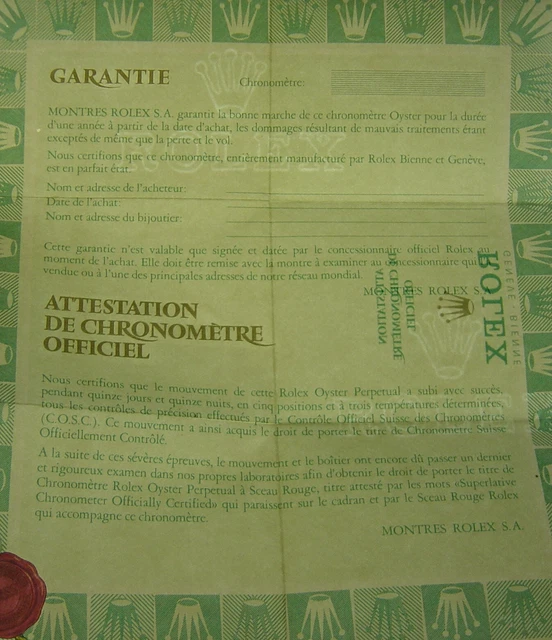 GARANTIE
Chronomètre:
MONTRES ROLEX S.A. garantit la bonne marche de ce chronomètre Oyster pour la durée
d'une année à partir de la date d'achat, les dommages résultant de mauvais traitements étant
exceptés de même que la perte et le vol.
Nous certifions que ce chronomètre, entièrement manufacturé par Rolex Bienne et Genève,
est en parfait état.
Nom et adresse de l'acheteur:
Date de l'achat:
Nom et adresse du bijoutier:
Cette garantie n'est valable que signée et datée par le concessionnaire officiel Rolex au
moment de l'achat. Elle doit être remise avec la montre à examiner au concessionnaire qui l'a
vendue ou à l'une des principales adresses de notre réseau mondial.
MONTRES ROLEX S.A.
ROLEX
GENÈVE BIENNE
ATTESTATION
DE CHRONOMÈTRE
OFFICIEL
ATTESTATION
DE CHRONOMÈTRE
OFFICIEL
Nous certifions que le mouvement de cette Rolex Oyster Perpetual a subi avec succès,
pendant quinze jours et quinze nuits, en cinq positions et à trois températures déterminées,
tous les contrôles de précision effectués par le Contrôle Officiel Suisse des Chronomètres
(C.O.S.C.). Ce mouvement a ainsi acquis le droit de porter le titre de Chronomètre Suisse
Officiellement Contrôlé.
A la suite de ces sévères épreuves, le mouvement et le boîtier ont encore dû passer un dernier
et rigoureux examen dans nos propres laboratoires afin d'obtenir le droit de porter le titre de
Chronomètre Rolex Oyster Perpetual à Sceau Rouge, titre attesté par les mots «Superlative
Chronometer Officially Certified» qui paraissent sur le cadran et par le Sceau Rouge Rolex
qui accompagne ce chronomètre.
MONTRES ROLEX S.A.